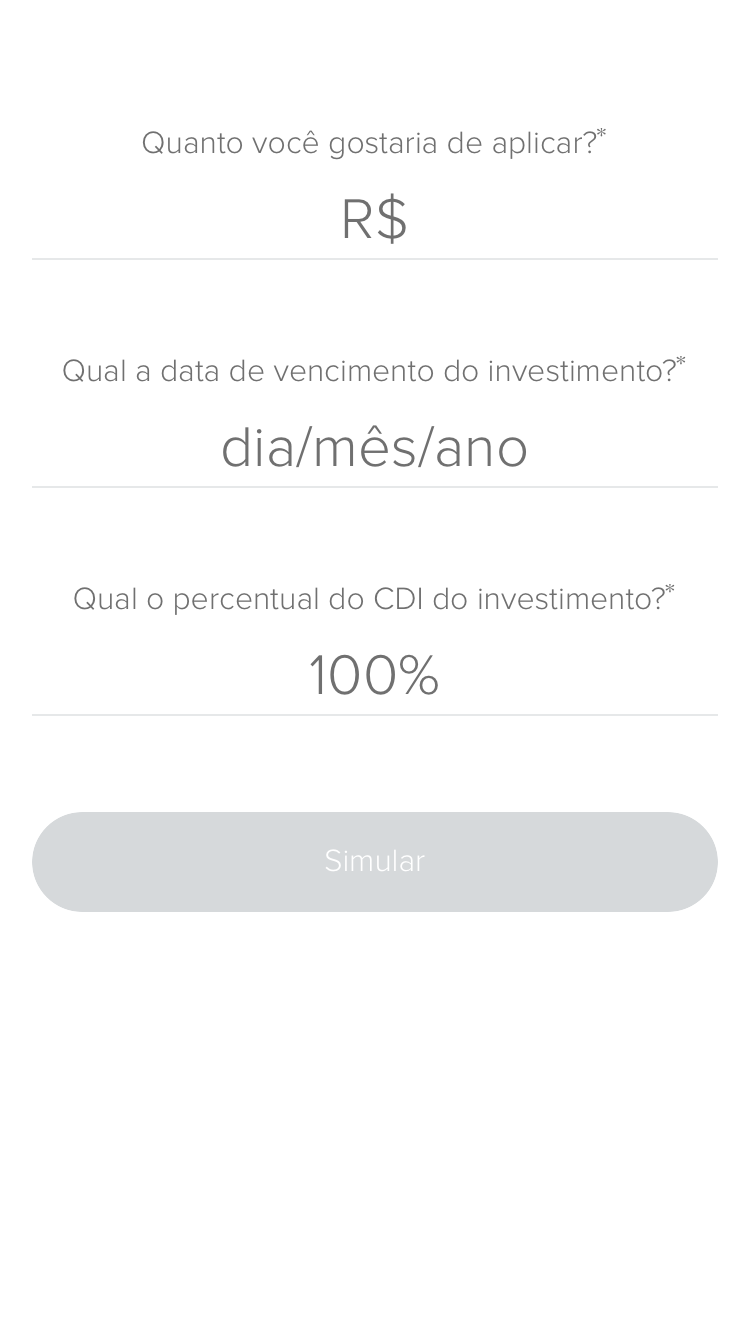 Quanto você gostaria de aplicar?*
R$
Qual a data de vencimento do investimento?*
dia/mês/ano
Qual o percentual do CDI do investimento?*
100%
Simular